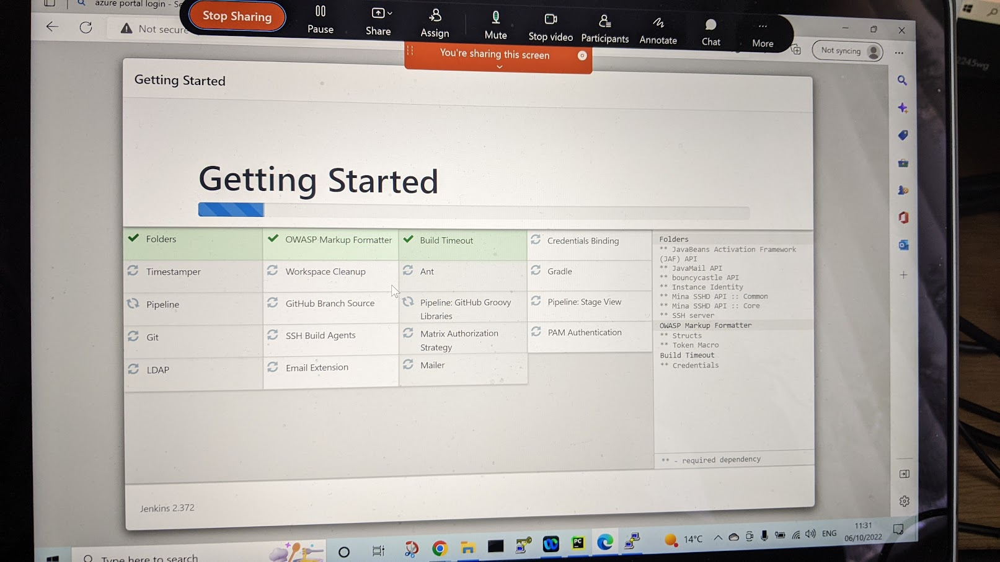 azure portal login - Se
Stop Sharing
Pause
Share
Assign
Mute
Stop video
Participants
Annotate
Chat
More
Not secure
You're sharing this screen
Not syncing
2245wg
Getting Started
Getting Started
Folders
OWASP Markup Formatter
Build Timeout
Credentials Binding
Timestamper
Workspace Cleanup
Ant
Gradle
Pipeline
GitHub Branch Source
Pipeline: GitHub Groovy
Libraries
Pipeline: Stage View
Git
SSH Build Agents
Matrix Authorization
Strategy
PAM Authentication
LDAP
Email Extension
Mailer
Folders
** JavaBeans Activation Framework
(JAF) API
** JavaMail API
** bouncycastle API
** Instance Identity
** Mina SSHD API :: Common
** Mina SSHD API :: Core
** SSH server
OWASP Markup Formatter
** Structs
** Token Macro
Build Timeout
** Credentials
** - required dependency
Jenkins 2.372
Type here to search
PC
14°C
ENG
11:31
06/10/2022